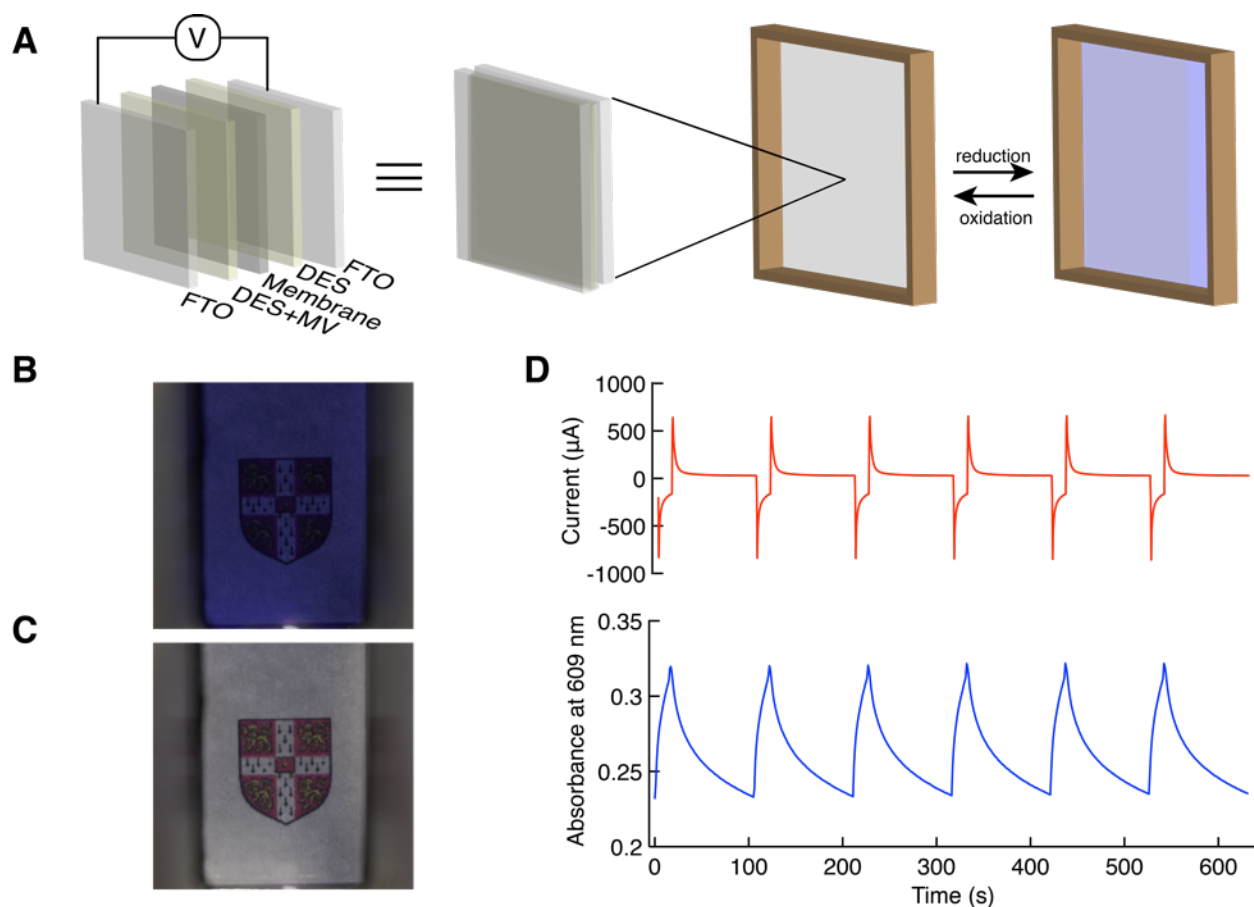 A
V
FTO
DES+MV
Membrane
DES
FTO
reduction
oxidation
B
C
D
Current (µA)
1000
500
0
-500
-1000
Absorbance at 609 nm
0.35
0.3
0.25
0.2
0 100 200 300 400 500 600
Time (s)